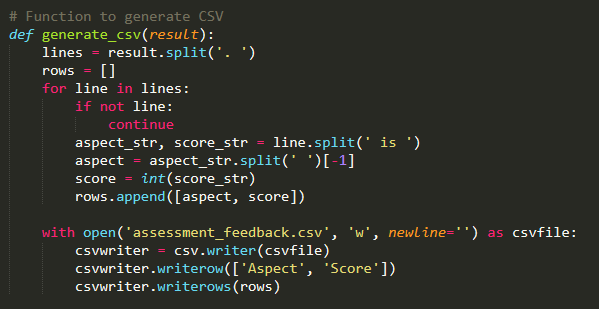 # Function to generate CSV
def generate_csv(result):
    lines = result.split('. ')
    rows = []
    for line in lines:
        if not line:
            continue
        aspect_str, score_str = line.split(' is ')
        aspect = aspect_str.split(' ')[-1]
        score = int(score_str)
        rows.append([aspect, score])

    with open('assessment_feedback.csv', 'w', newline='') as csvfile:
        csvwriter = csv.writer(csvfile)
        csvwriter.writerow(['Aspect', 'Score'])
        csvwriter.writerows(rows)